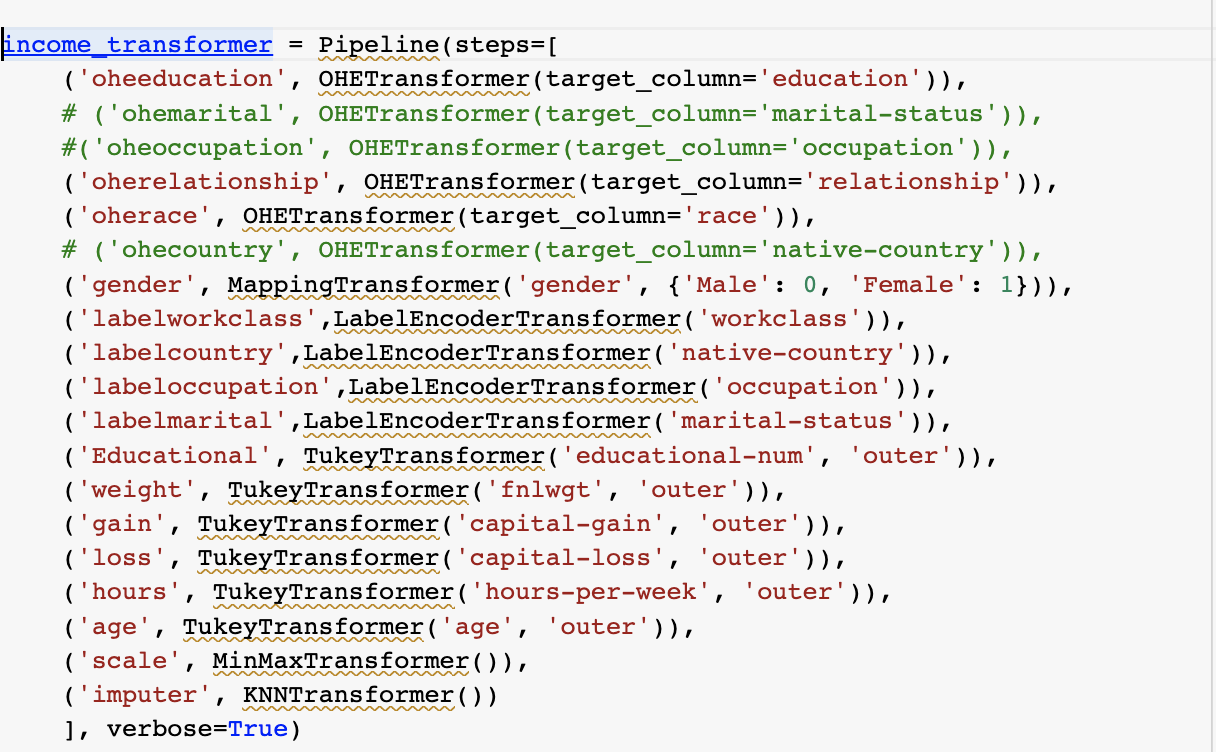 income_transformer = Pipeline(steps=[
    ('oheeducation', OHETransformer(target_column='education')),
    # ('ohemarital', OHETransformer(target_column='marital-status')),
    #('oheoccupation', OHETransformer(target_column='occupation')),
    ('oherelationship', OHETransformer(target_column='relationship')),
    ('oherace', OHETransformer(target_column='race')),
    # ('ohecountry', OHETransformer(target_column='native-country')),
    ('gender', MappingTransformer('gender', {'Male': 0, 'Female': 1})),
    ('labelworkclass',LabelEncoderTransformer('workclass')),
    ('labelcountry',LabelEncoderTransformer('native-country')),
    ('labeloccupation',LabelEncoderTransformer('occupation')),
    ('labelmarital',LabelEncoderTransformer('marital-status')),
    ('Educational', TukeyTransformer('educational-num', 'outer')),
    ('weight', TukeyTransformer('fnlwgt', 'outer')),
    ('gain', TukeyTransformer('capital-gain', 'outer')),
    ('loss', TukeyTransformer('capital-loss', 'outer')),
    ('hours', TukeyTransformer('hours-per-week', 'outer')),
    ('age', TukeyTransformer('age', 'outer')),
    ('scale', MinMaxTransformer()),
    ('imputer', KNNTransformer())
    ], verbose=True)